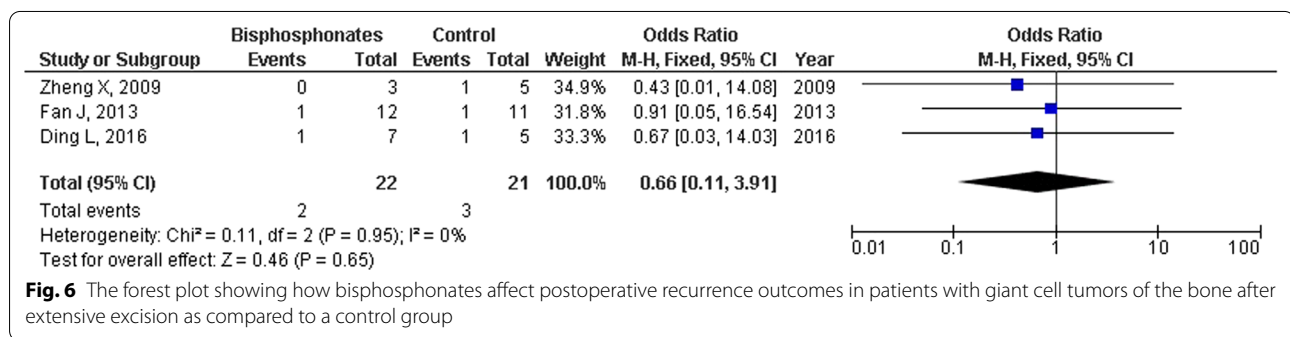 Bisphosphonates Control Odds Ratio Odds Ratio
Study or Subgroup Events Total Events Total Weight M-H, Fixed, 95% CI Year M-H, Fixed, 95% CI
Zheng X, 2009 0 3 1 5 34.9% 0.43 [0.01, 14.08] 2009
Fan J, 2013 1 12 1 11 31.8% 0.91 [0.05, 16.54] 2013
Ding L, 2016 1 7 1 5 33.3% 0.67 [0.03, 14.03] 2016
Total (95% CI) 22 21 100.0% 0.66 [0.11, 3.91]
Total events 2 3
Heterogeneity: Chi² = 0.11, df = 2 (P = 0.95); I² = 0%
Test for overall effect: Z = 0.46 (P = 0.65)
0.01 0.1 1 10 100
Fig. 6 The forest plot showing how bisphosphonates affect postoperative recurrence outcomes in patients with giant cell tumors of the bone after
extensive excision as compared to a control group